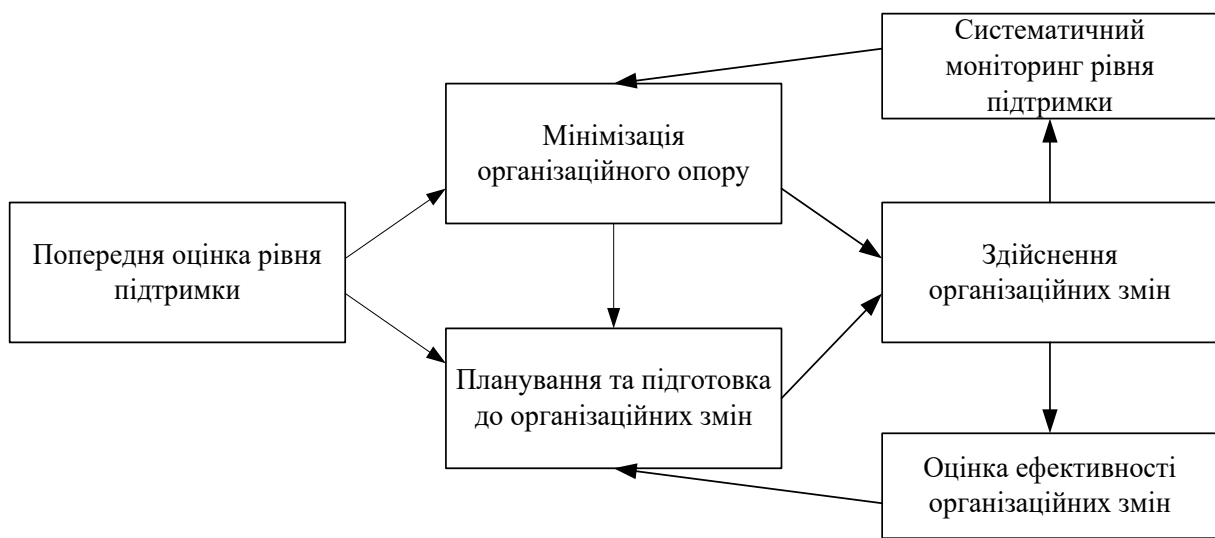 Систематичний
моніторинг рівня
підтримки
Мінімізація
організаційного опору
Попередня оцінка рівня
підтримки
Здійснення
організаційних змін
Планування та підготовка
до організаційних змін
Оцінка ефективності
організаційних змін